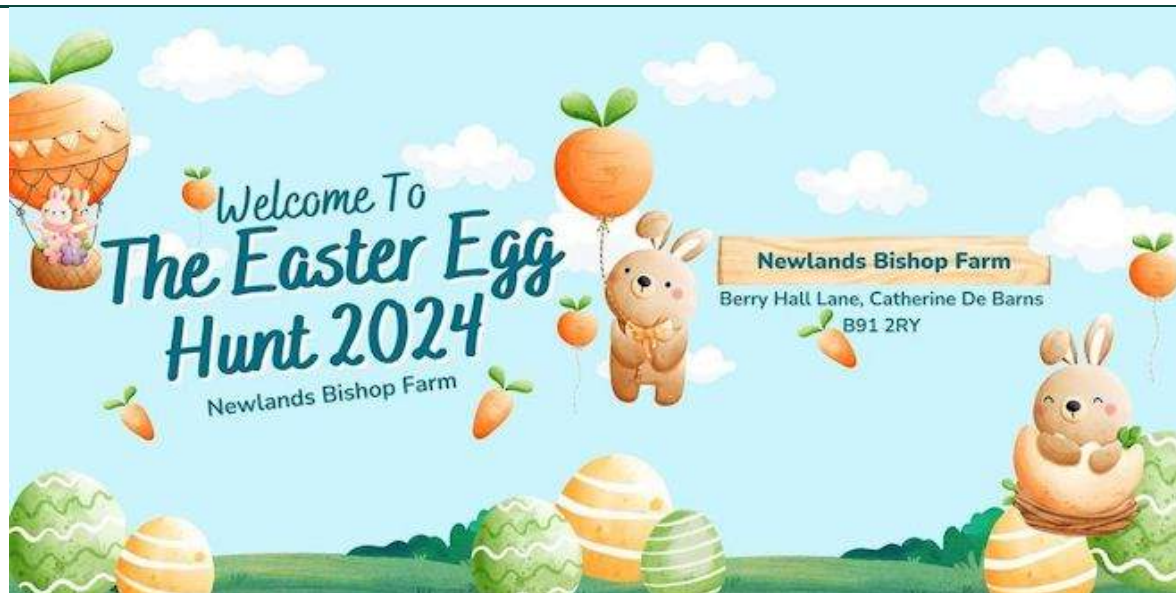 Welcome To
The Easter Egg
Hunt 2024
Newlands Bishop Farm
Newlands Bishop Farm
Berry Hall Lane, Catherine De Barns
B91 2RY